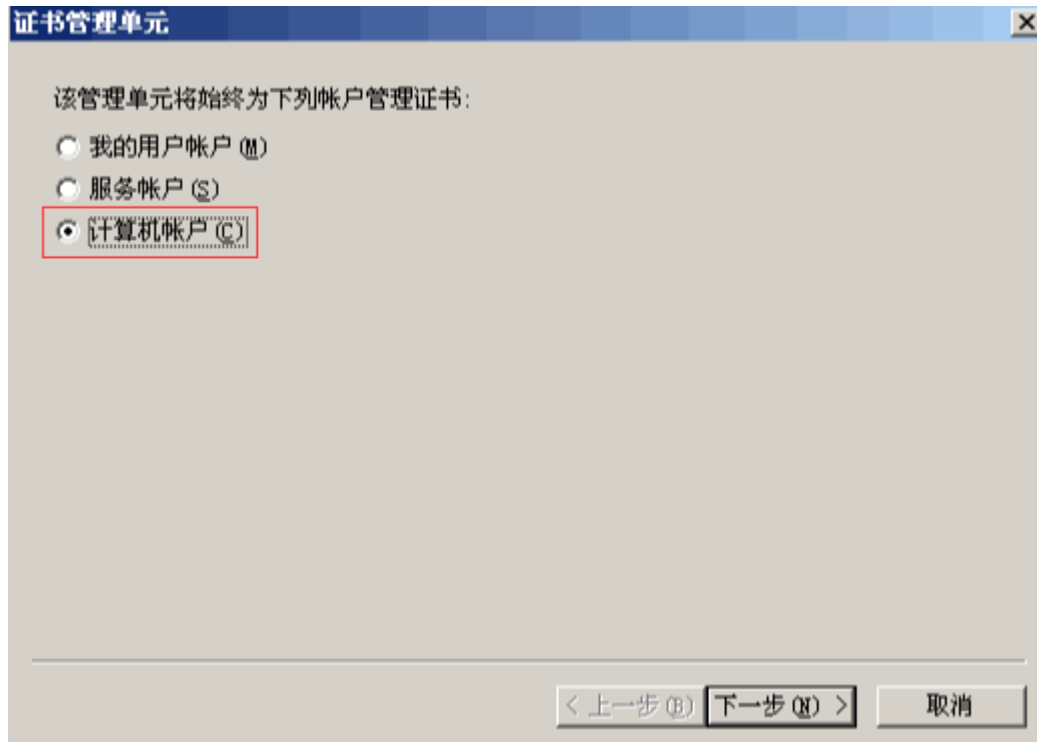 证书管理单元
该管理单元将始终为下列帐户管理证书:
我的用户帐户(M)
服务帐户(S)
计算机帐户(C)
< 上一步(B) 下一步(N) > 取消